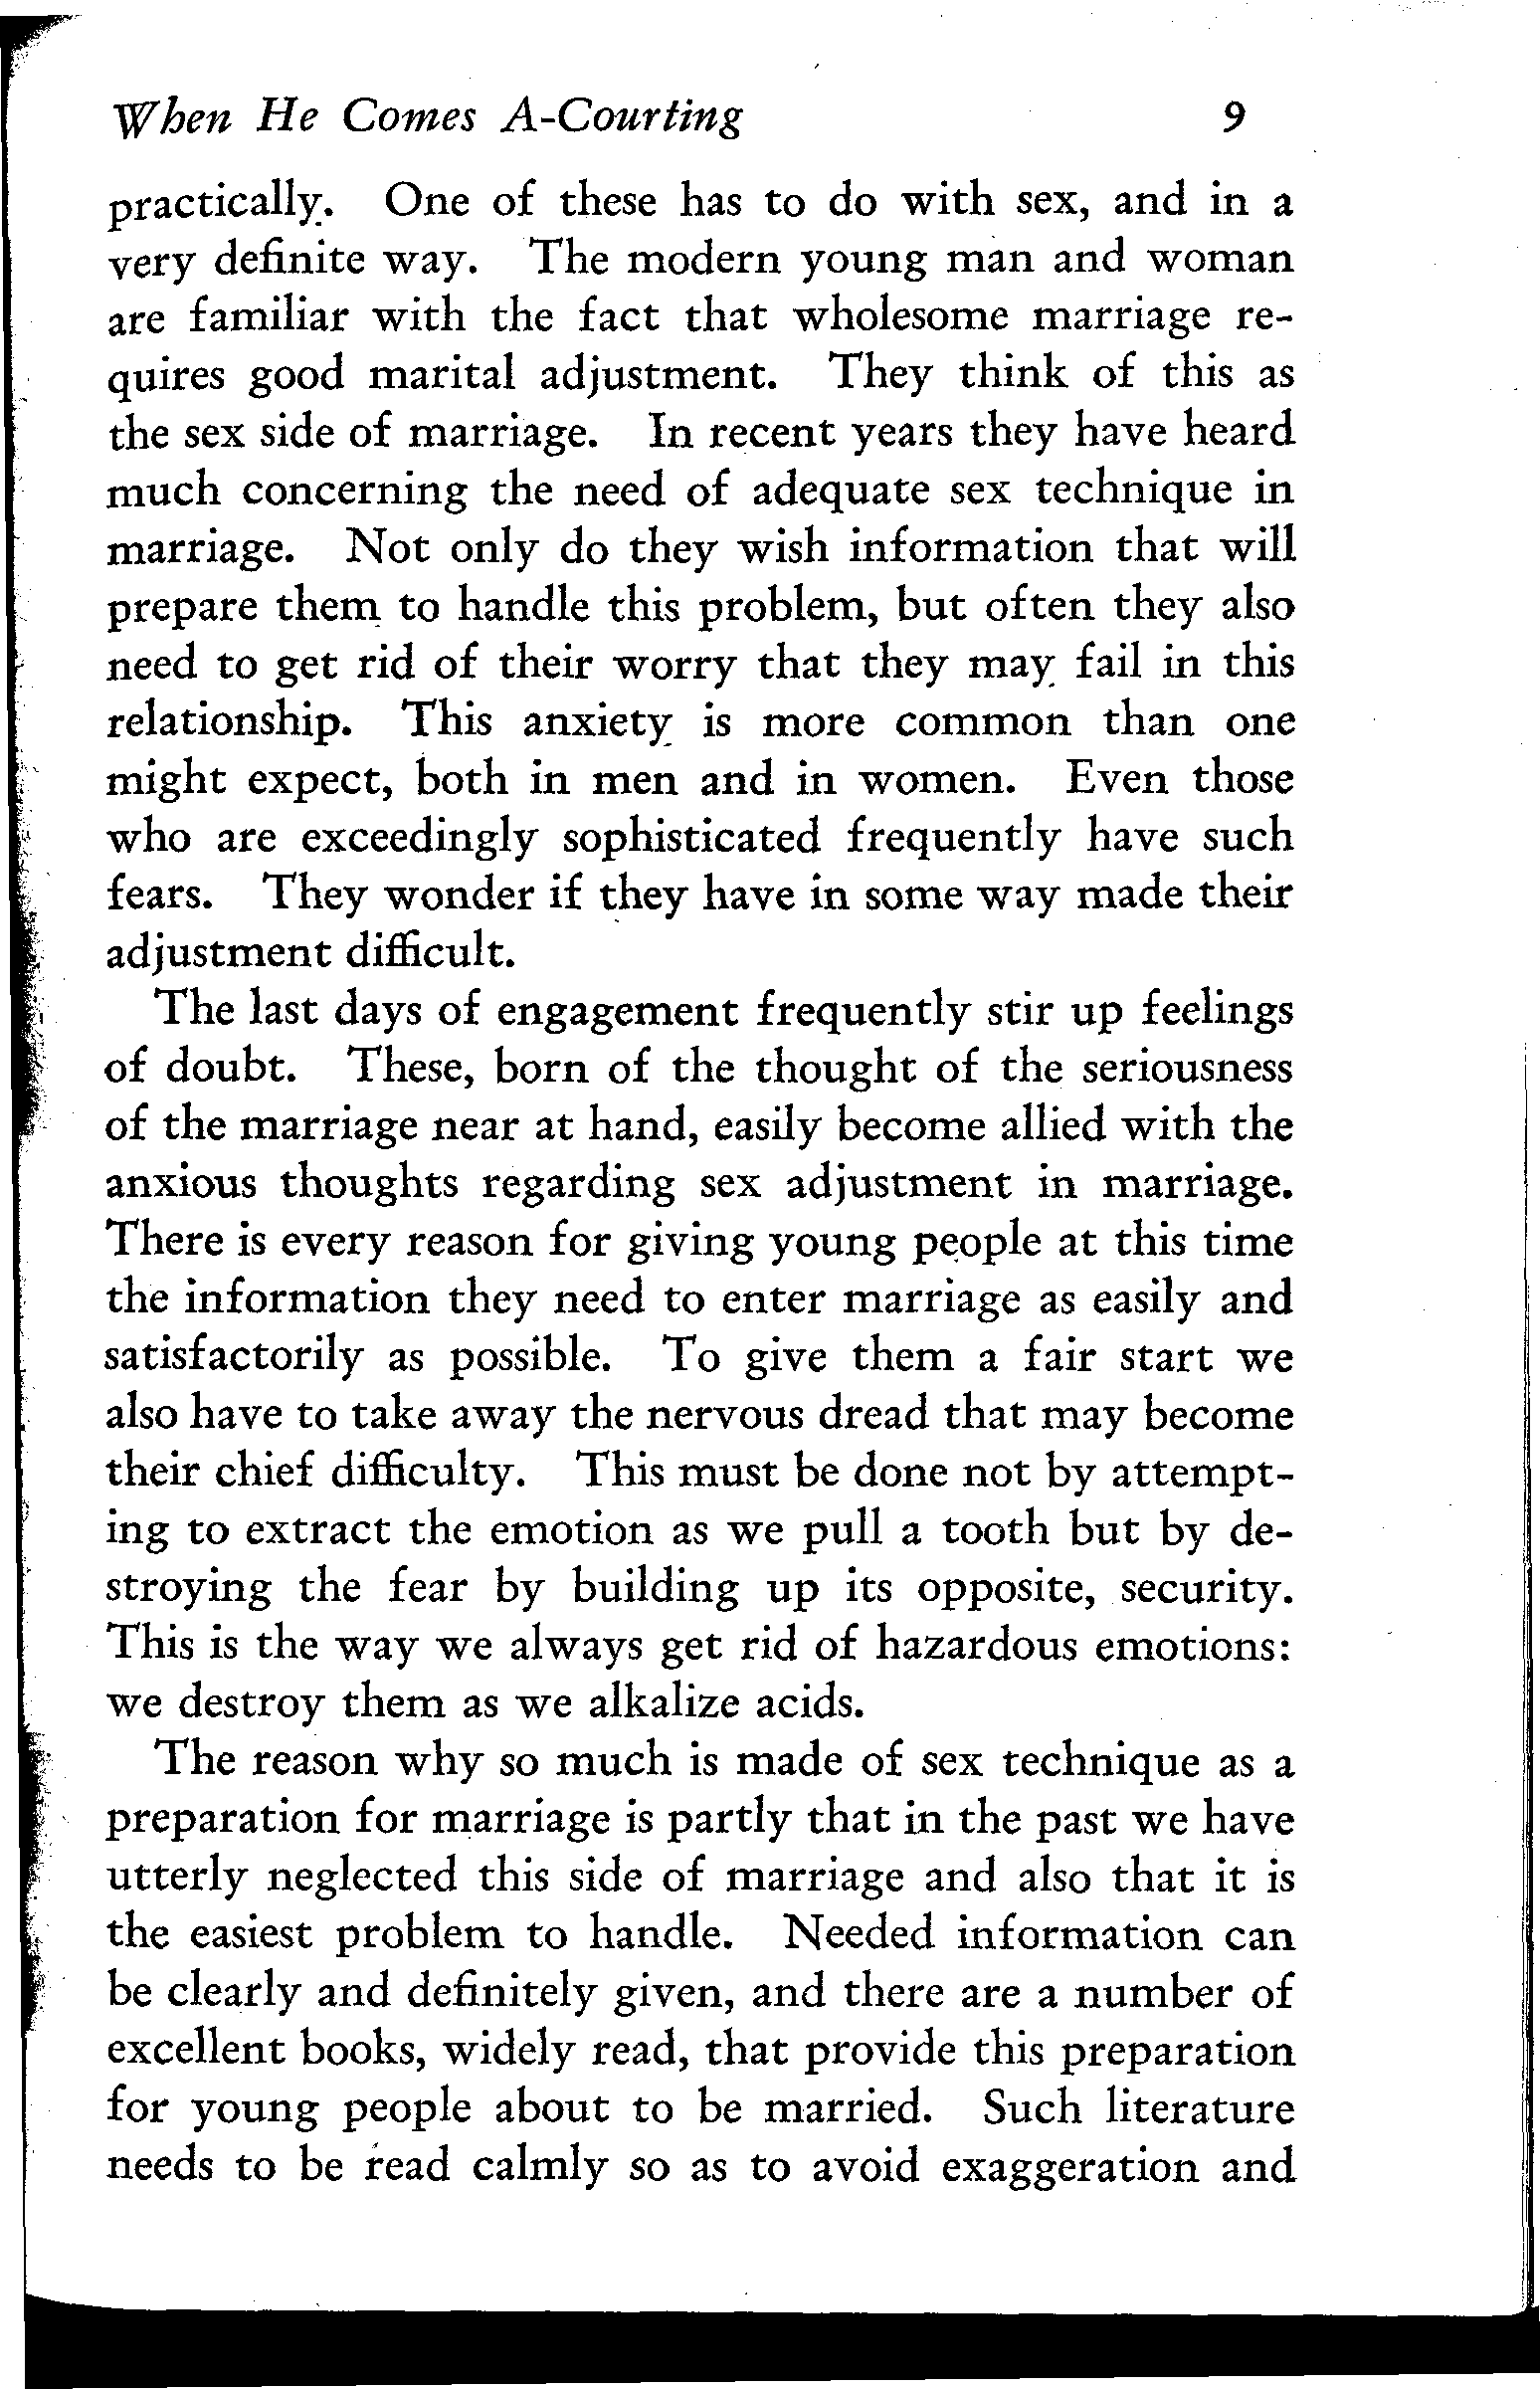 When He Comes A-Courting 9
practically. One of these has to do with sex, and in a
very definite way. The modern young man and woman
are familiar with the fact that wholesome marriage re-
quires good marital adjustment. They think of this as
the sex side of marriage. In recent years they have heard
much concerning the need of adequate sex technique in
marriage. Not only do they wish information that will
prepare them to handle this problem, but often they also
need to get rid of their worry that they may fail in this
relationship. This anxiety is more common than one
might expect, both in men and in women. Even those
who are exceedingly sophisticated frequently have such
fears. They wonder if they have in some way made their
adjustment difficult.
The last days of engagement frequently stir up feelings
of doubt. These, born of the thought of the seriousness
of the marriage near at hand, easily become allied with the
anxious thoughts regarding sex adjustment in marriage.
There is every reason for giving young people at this time
the information they need to enter marriage as easily and
satisfactorily as possible. To give them a fair start we
also have to take away the nervous dread that may become
their chief difficulty. This must be done not by attempt-
ing to extract the emotion as we pull a tooth but by de-
stroying the fear by building up its opposite, security.
This is the way we always get rid of hazardous emotions:
we destroy them as we alkalize acids.
The reason why so much is made of sex technique as a
preparation for marriage is partly that in the past we have
utterly neglected this side of marriage and also that it is
the easiest problem to handle. Needed information can
be clearly and definitely given, and there are a number of
excellent books, widely read, that provide this preparation
for young people about to be married. Such literature
needs to be read calmly so as to avoid exaggeration and